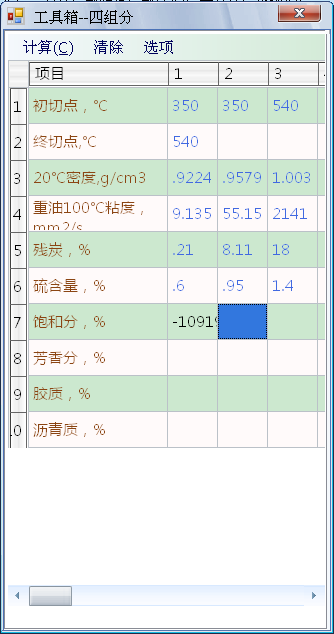 工具箱--四组分
计算(C) 清除 选项
项目 1 2 3
1 初切点，℃ 350 350 540
2 终切点,℃ 540
3 20℃密度,g/cm3 .9224 .9579 1.003
4 重油100℃粘度， mm2/s 9.135 55.15 2141
5 残炭，% .21 8.11 18
6 硫含量，% .6 .95 1.4
7 饱和分，% -1091
8 芳香分，%
9 胶质，%
10 沥青质，%